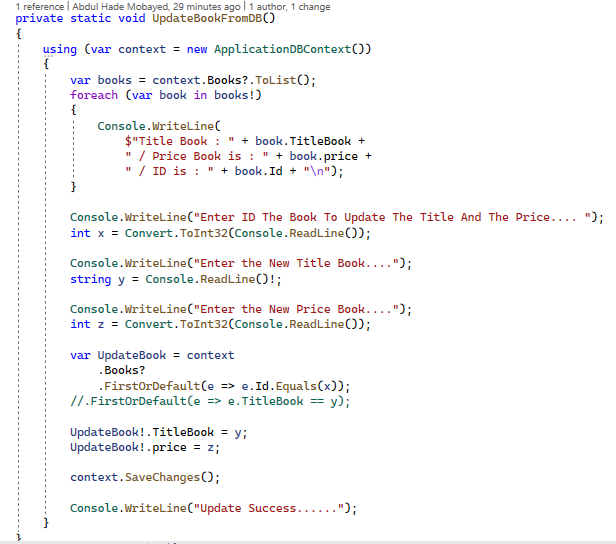 1 reference | Abdul Hade Mobayed, 29 minutes ago | 1 author, 1 change
private static void UpdateBookFromDB()
{
using (var context = new ApplicationDBContext())
{
var books = context.Books?.ToList();
foreach (var book in books!)
{
Console.WriteLine(
$"Title Book : " + book.TitleBook +
" / Price Book is : " + book.price +
" / ID is : " + book.Id + "\n");
}
Console.WriteLine("Enter ID The Book To Update The Title And The Price.... ");
int x = Convert.ToInt32(Console.ReadLine());
Console.WriteLine("Enter the New Title Book....");
string y = Console.ReadLine()!;
Console.WriteLine("Enter the New Price Book....");
int z = Convert.ToInt32(Console.ReadLine());
var UpdateBook = context
.Books?
.FirstOrDefault(e => e.Id.Equals(x));
//.FirstOrDefault(e => e.TitleBook == y);
UpdateBook!.TitleBook = y;
UpdateBook!.price = z;
context.SaveChanges();
Console.WriteLine("Update Success......");
}
}